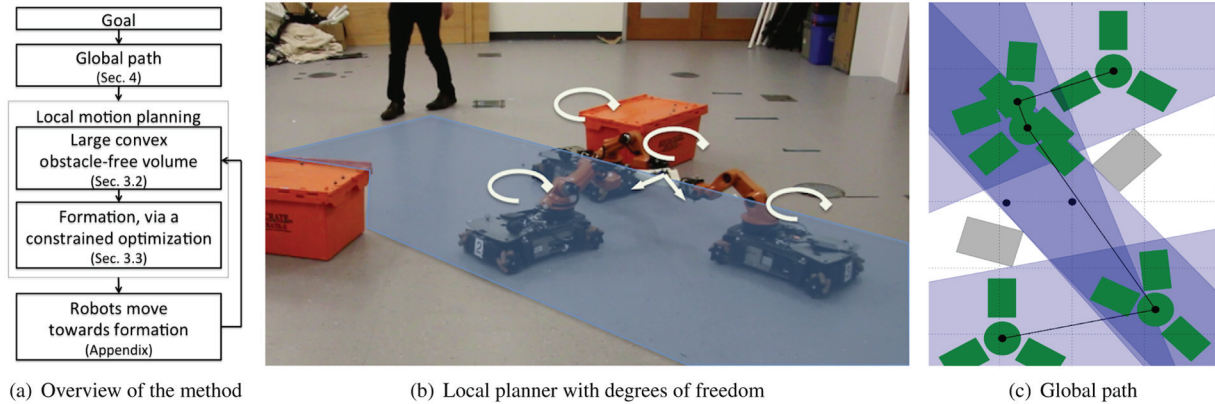 Goal
Global path
(Sec. 4)
Local motion planning
Large convex
obstacle-free volume
(Sec. 3.2)
Formation, via a
constrained optimization
(Sec. 3.3)
Robots move
towards formation
(Appendix)
2
(a) Overview of the method
(b) Local planner with degrees of freedom
(c) Global path